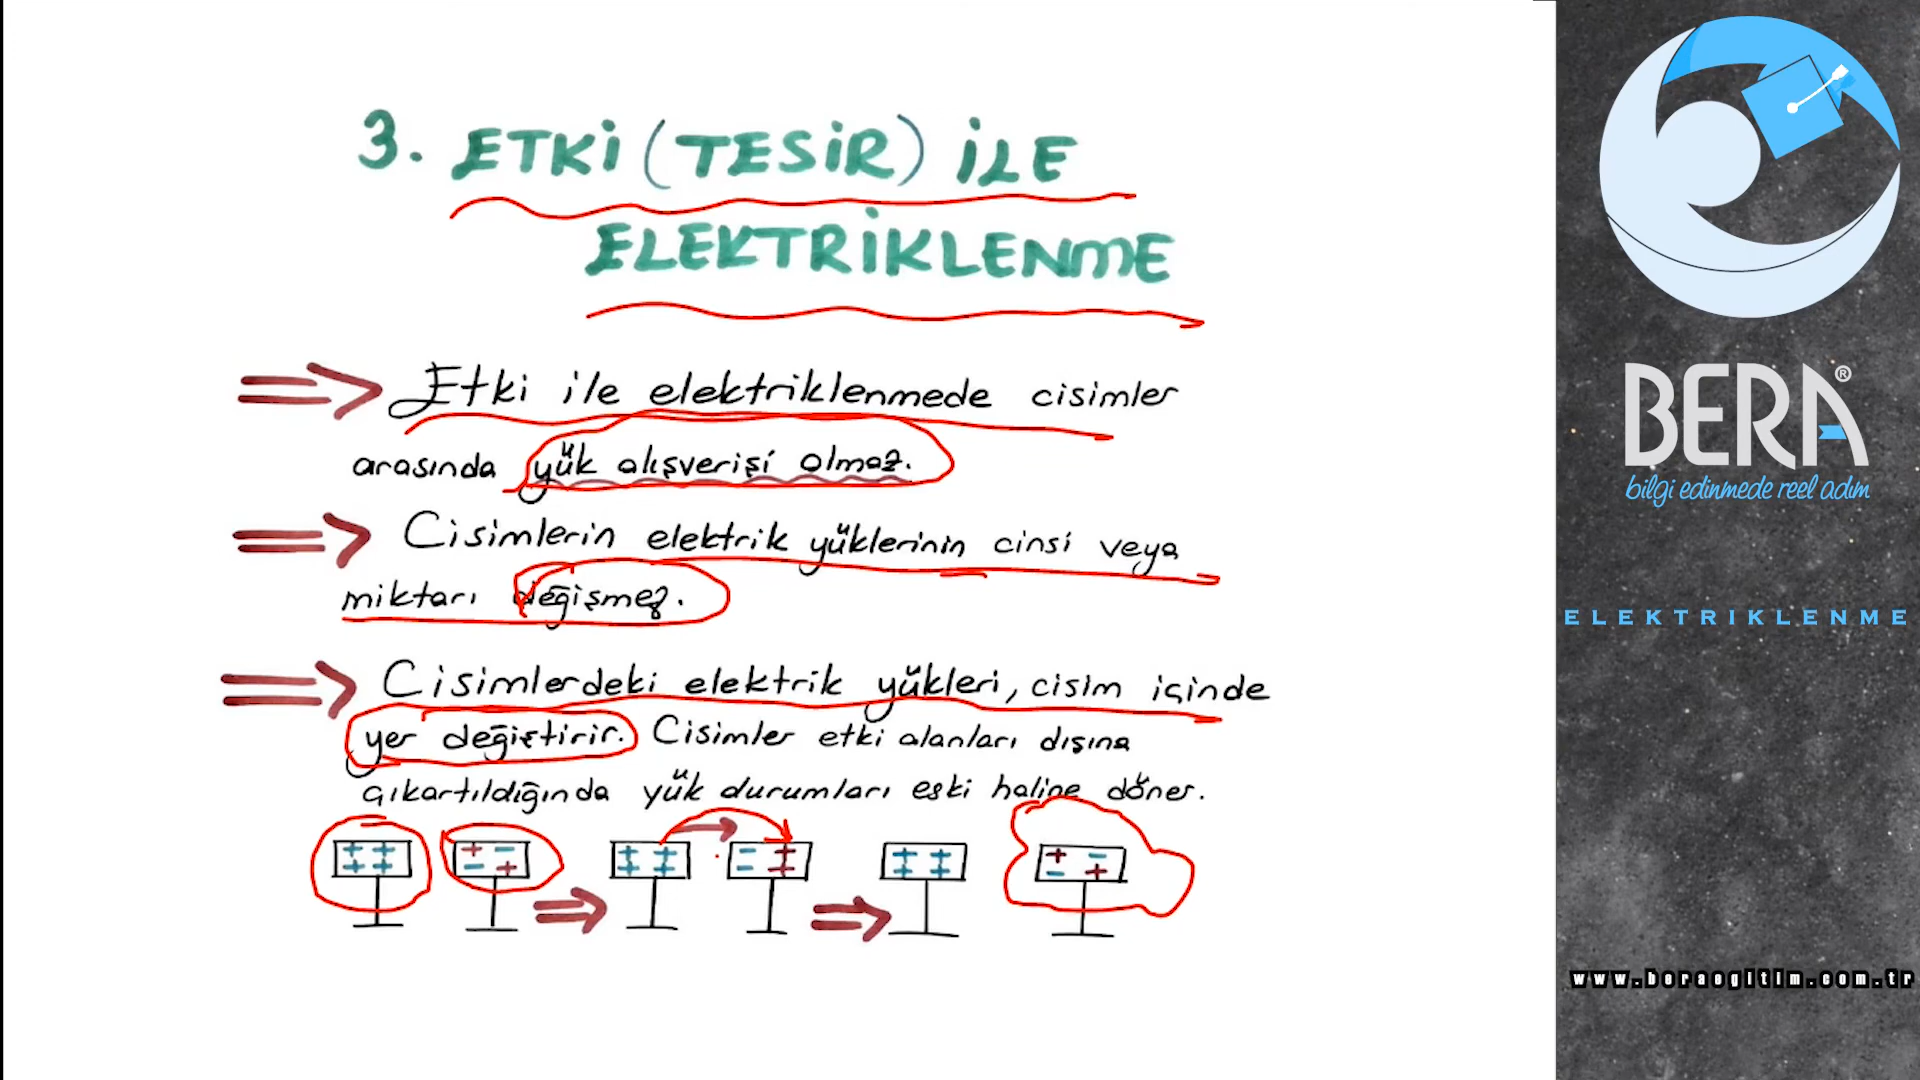 3. ETKİ (TESİR) İLE
ELEKTRİKLENME
Etki ile elektriklenmede cisimler
arasında yük alışverişi olmaz.
Cisimlerin elektrik yüklerinin cinsi veya
miktarı değişmez.
Cisimlerdeki elektrik yükleri, cisim içinde
yer değiştirir. Cisimler etki alanları dışına
çıkartıldığında yük durumları eski haline döner.
+ + + +
+ - - +
+ + + +
- + - +
+ + + +
+ - - +
BERA®
bilgi edinmede reel adım
ELEKTRIKLENME
www.beraegitim.com.tr